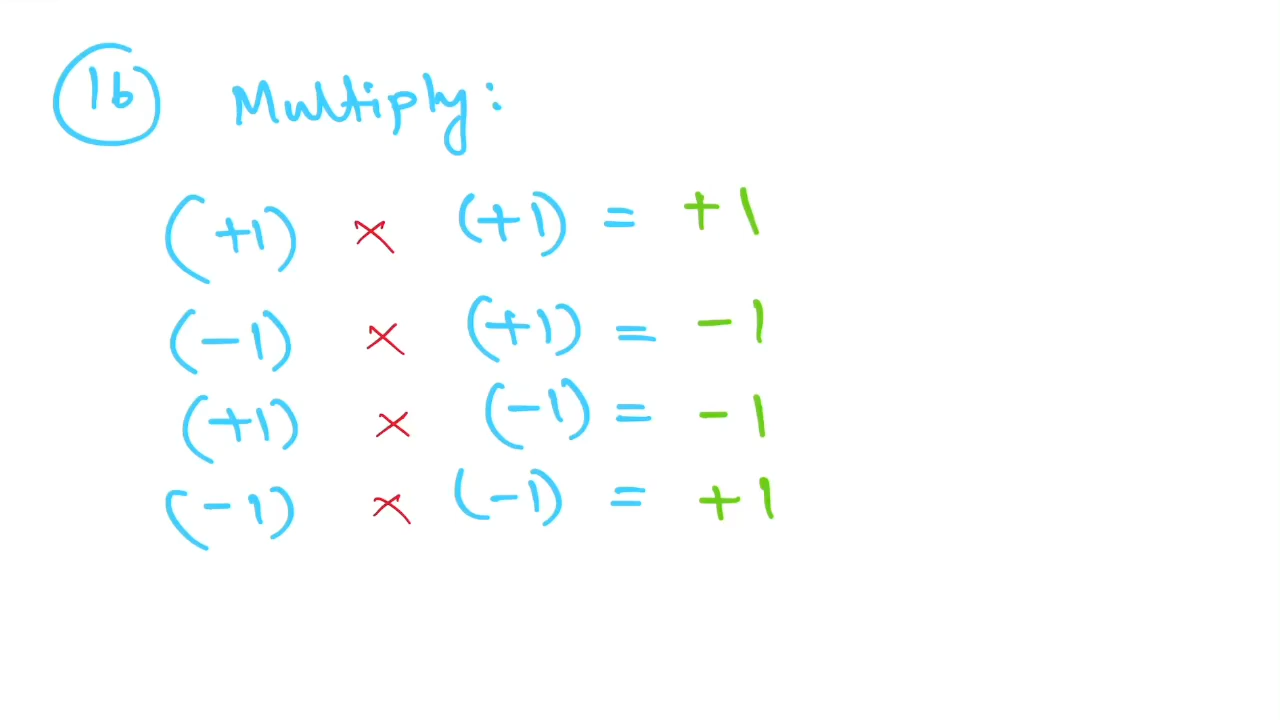 16 Multiply:
(+1) × (+1) = +1
(-1) × (+1) = -1
(+1) × (-1) = -1
(-1) × (-1) = +1